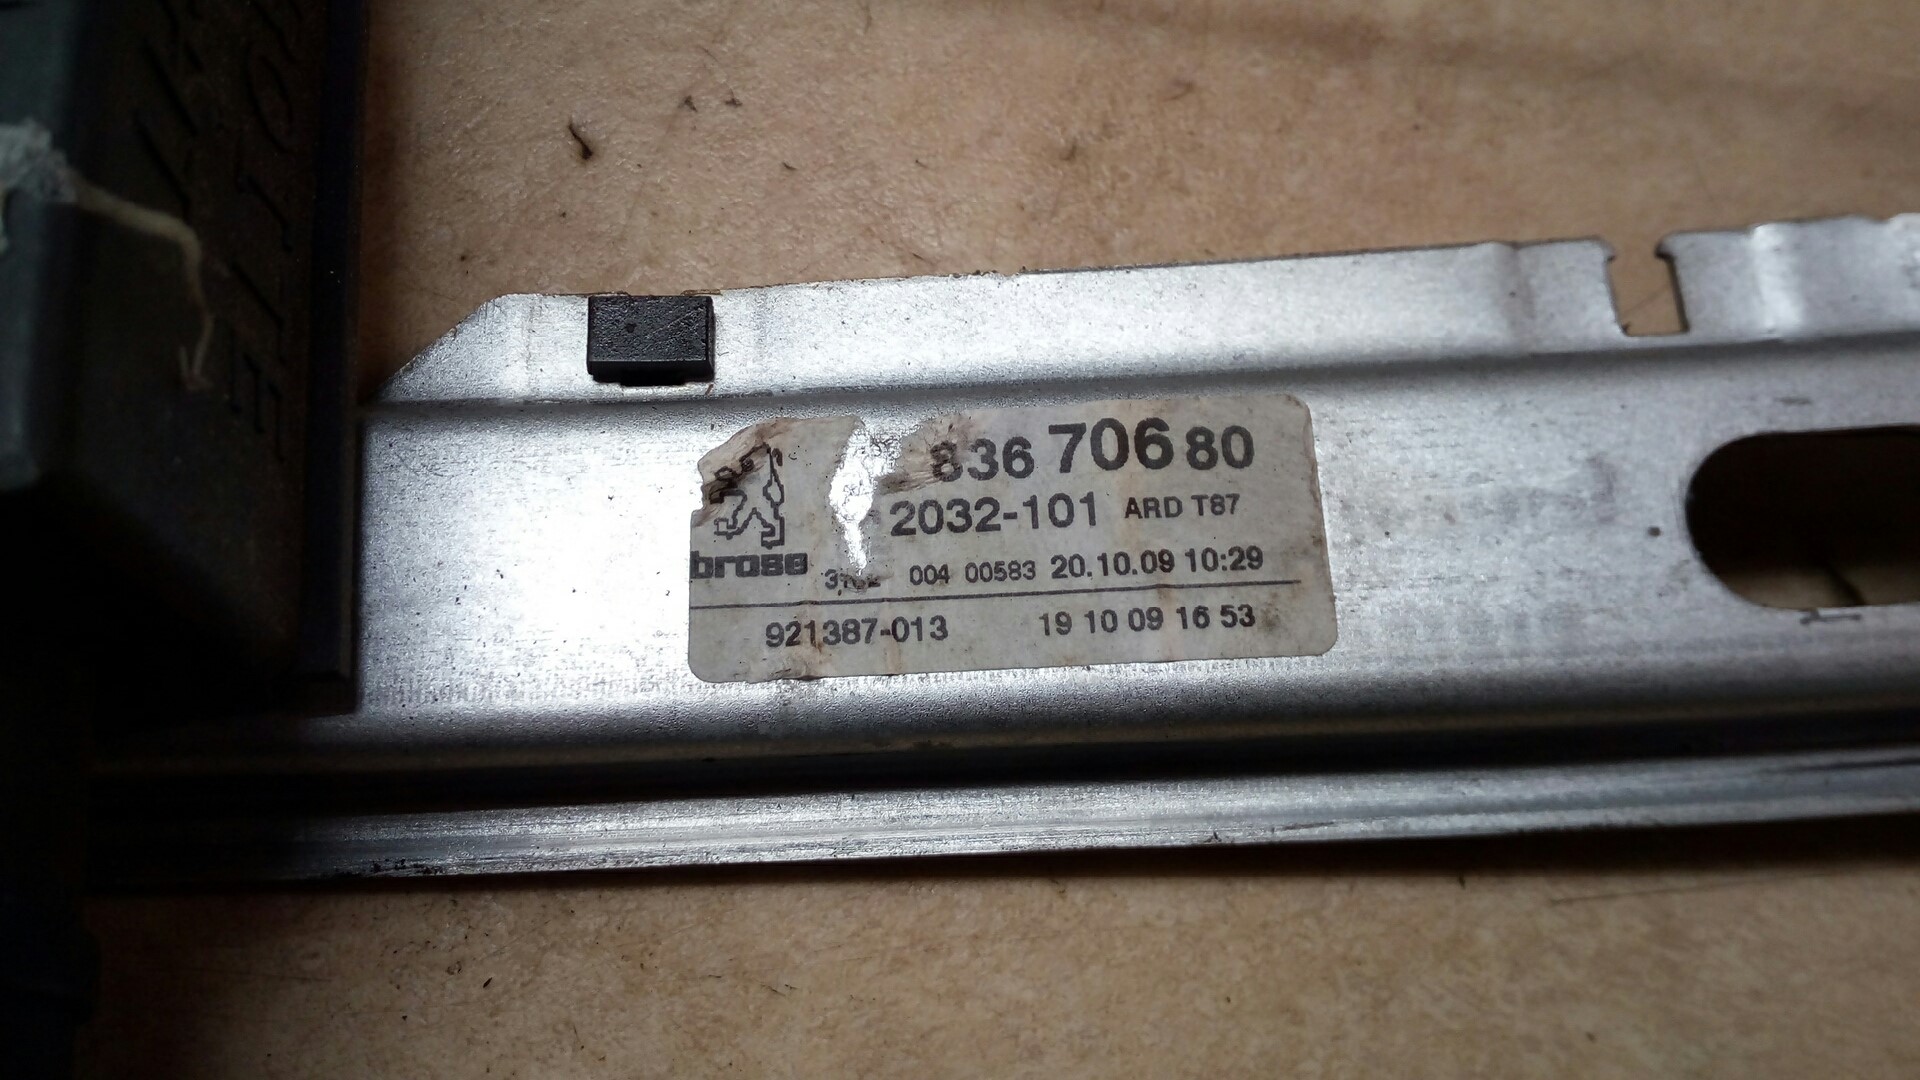 836 706 80
2032-101 ARD T87
brose 004 00583 20.10.09 10:29
921387-013 19 10 09 16 53